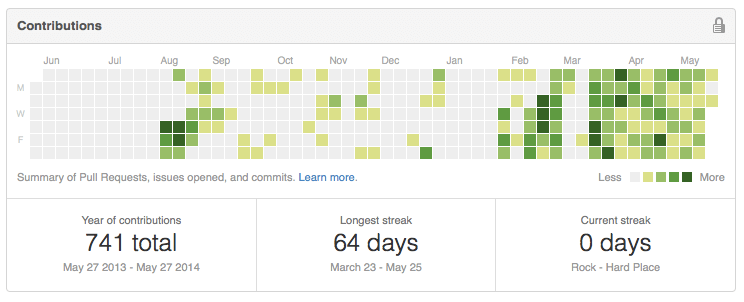 Contributions
Jun Jul Aug Sep Oct Nov Dec Jan Feb Mar Apr May
M
W
F
Summary of Pull Requests, issues opened, and commits. Learn more. Less More
Year of contributions
741 total
May 27 2013 - May 27 2014
Longest streak
64 days
March 23 - May 25
Current streak
0 days
Rock - Hard Place